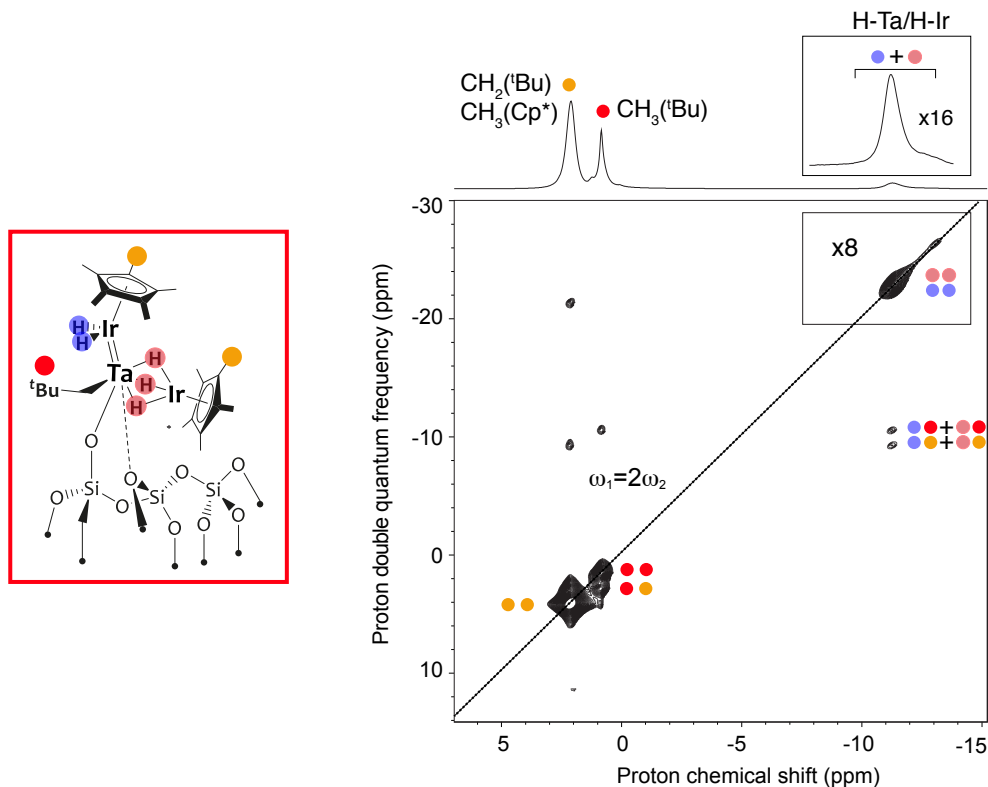 H-Ta/H-Ir
+
x16
CH₂(ᵗBu)
CH₃(Cp*)
CH₃(ᵗBu)
-30
-20
-10
0
10
Proton double quantum frequency (ppm)
x8
+
+
ω₁=2ω₂
5
0
-5
-10
-15
Proton chemical shift (ppm)
H
H
Ir
ᵗBu
Ta
H
H
H
Ir
*
O
O
O
O
Si
O
Si
O
Si
O
O
O
O